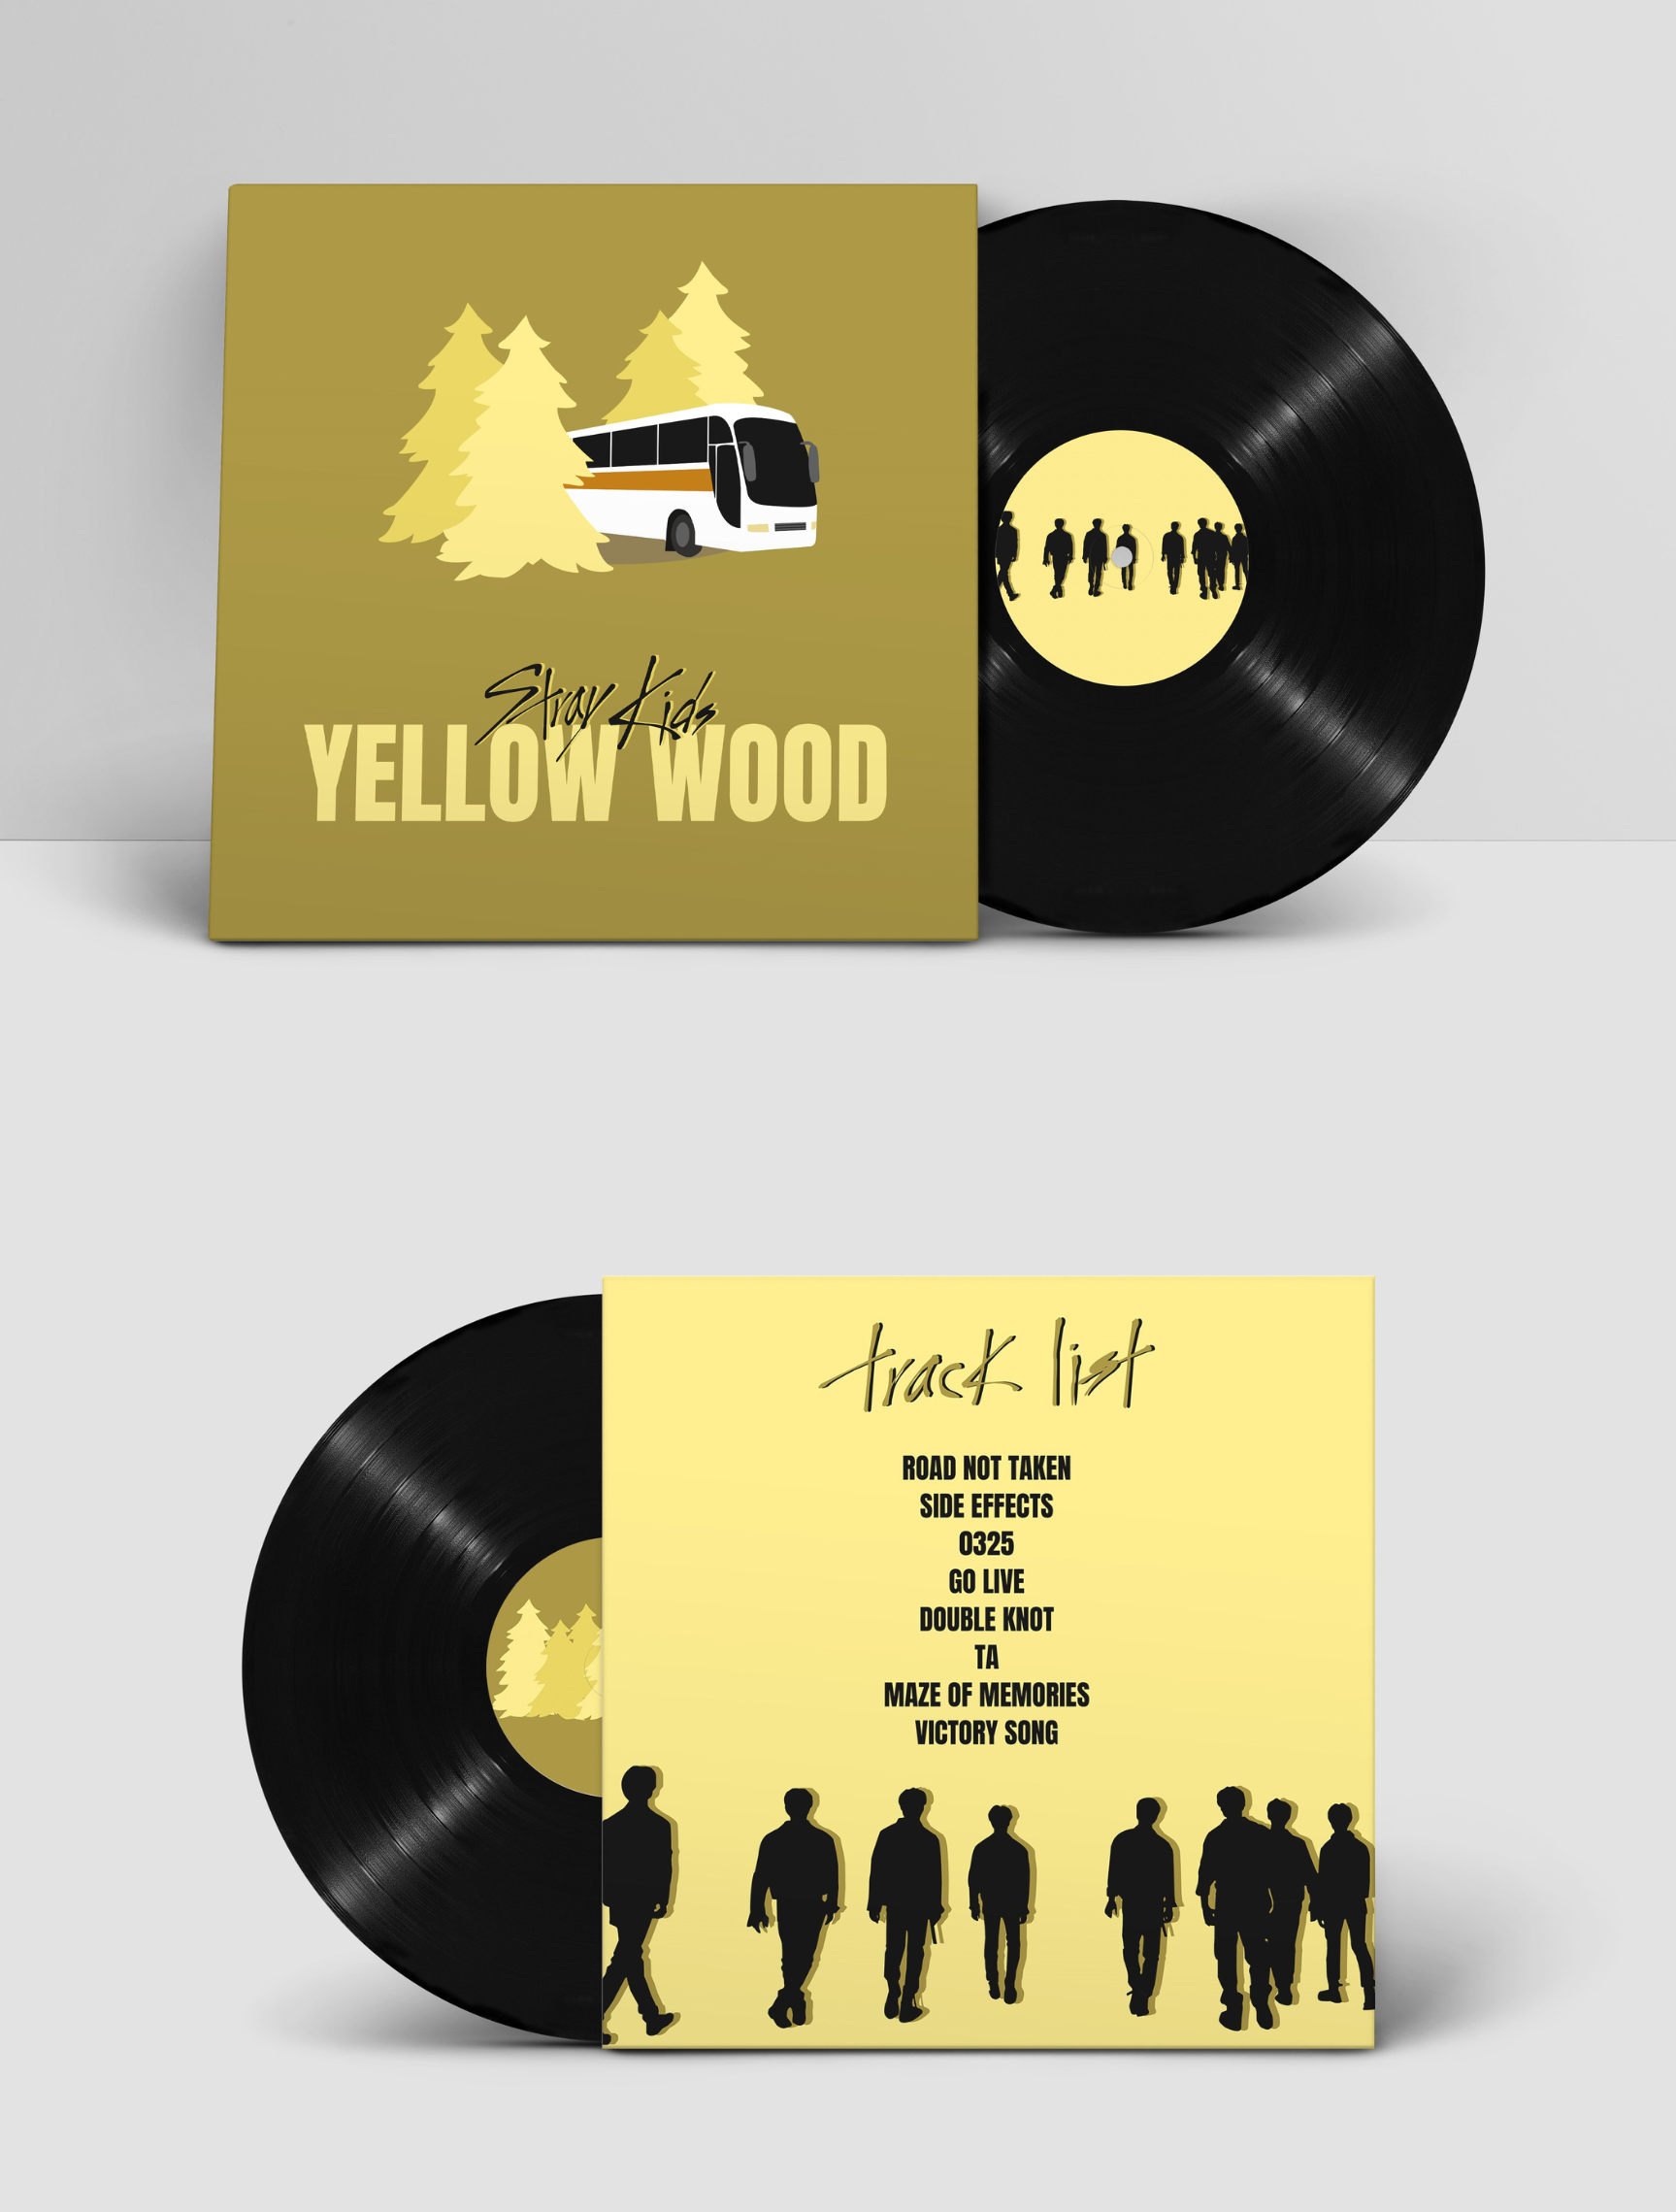 Stray Kids
YELLOW WOOD
track list
ROAD NOT TAKEN
SIDE EFFECTS
0325
GO LIVE
DOUBLE KNOT
TA
MAZE OF MEMORIES
VICTORY SONG